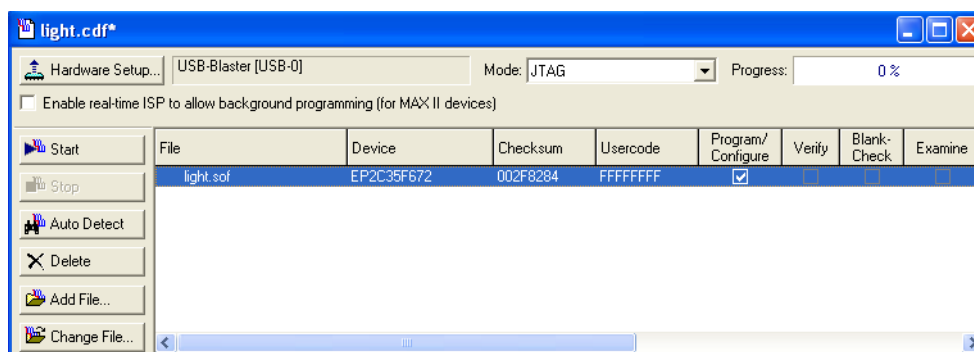 light.cdf*
Hardware Setup... USB-Blaster [USB-0] Mode: JTAG Progress: 0 %
Enable real-time ISP to allow background programming (for MAX II devices)
Start
Stop
Auto Detect
Delete
Add File...
Change File...
File Device Checksum Usercode Program/Configure Verify Blank-Check Examine
light.sof EP2C35F672 002F8284 FFFFFFFF